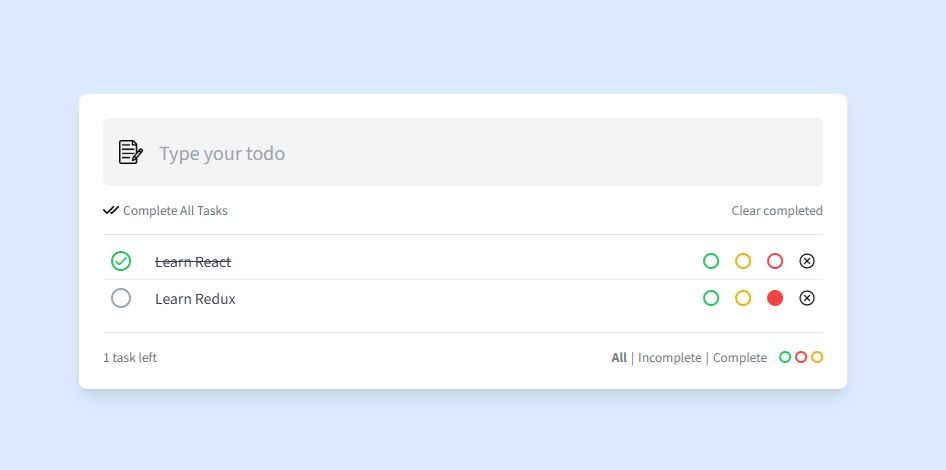 Type your todo
Complete All Tasks Clear completed
Learn React
Learn Redux
1 task left All | Incomplete | Complete